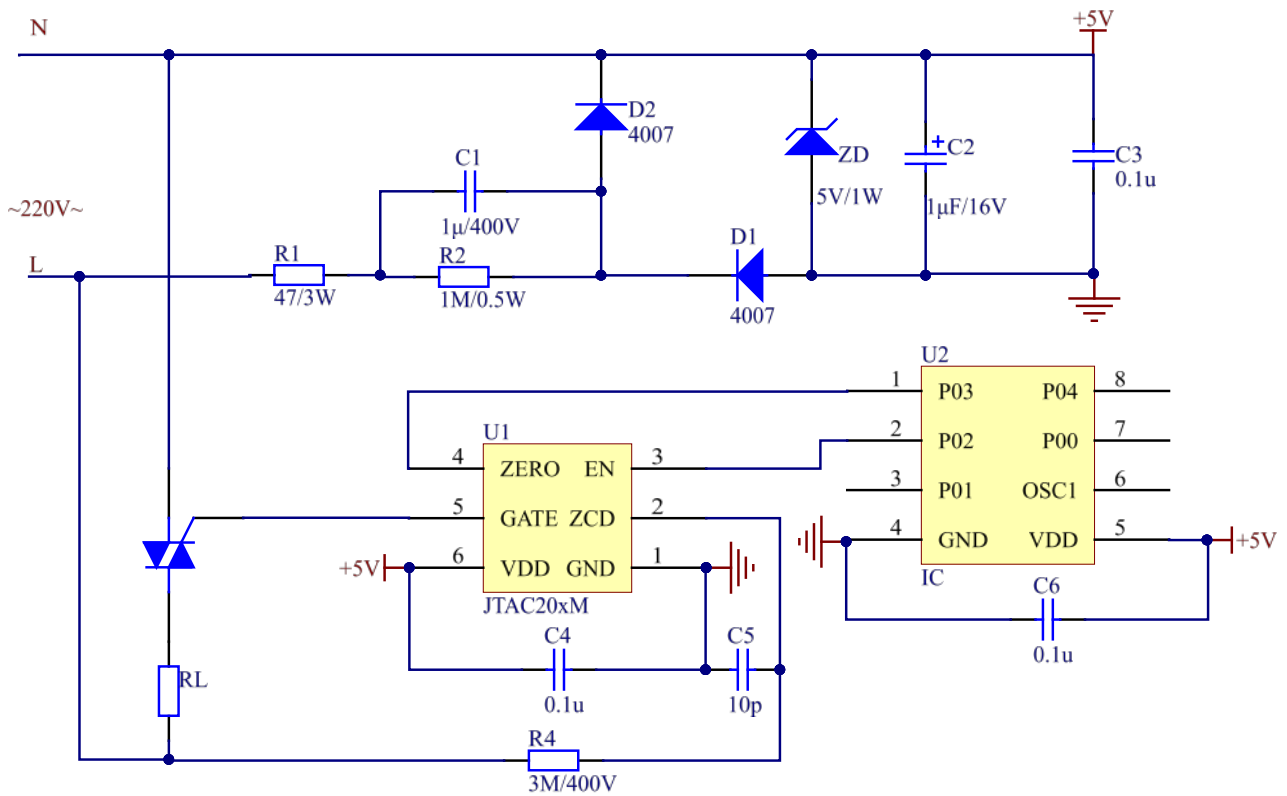 N
+5V
D2
4007
C1
1μ/400V
ZD
5V/1W
C2
1μF/16V
C3
0.1u
~220V~
L
R1
47/3W
R2
1M/0.5W
D1
4007
U2
1 P03 P04 8
2 P02 P00 7
3 P01 OSC1 6
4 GND VDD 5
+5V
IC
C6
0.1u
U1
4 ZERO EN 3
5 GATE ZCD 2
+5V 6 VDD GND 1
JTAC20xM
C4
0.1u
C5
10p
RL
R4
3M/400V